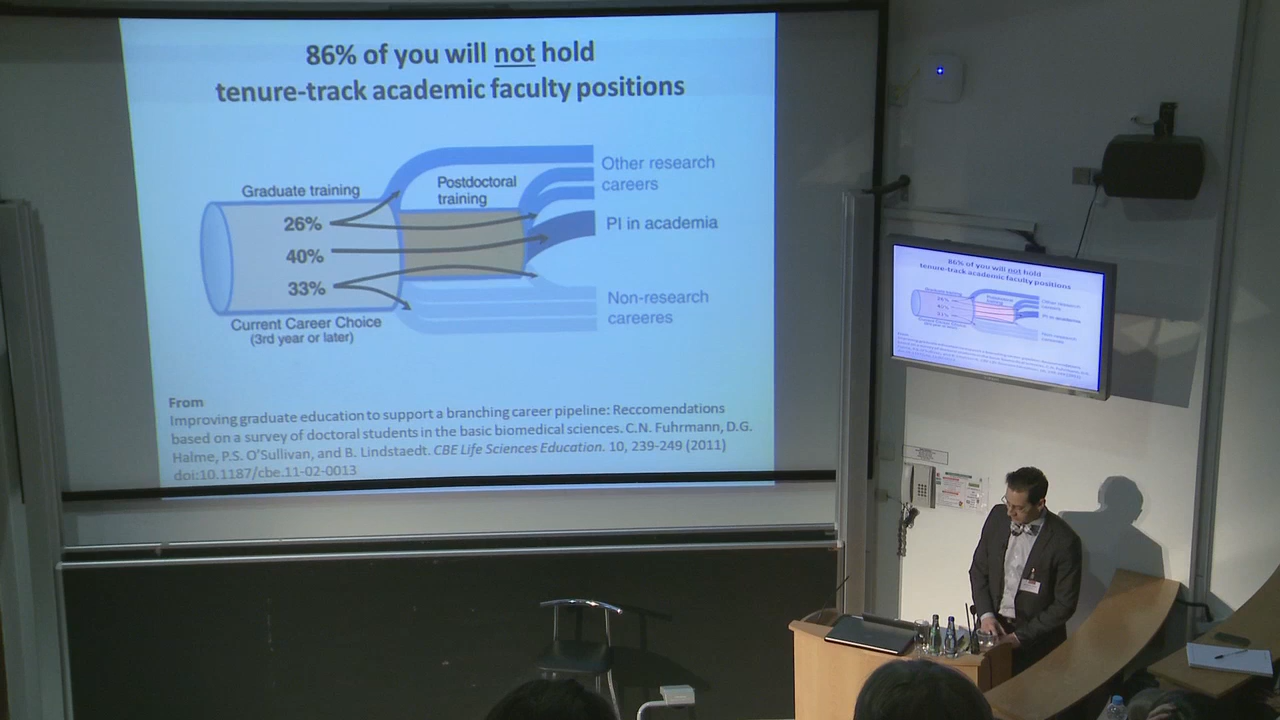 86% of you will not hold
tenure-track academic faculty positions
Graduate training
Postdoctoral
training
Other research
careers
26%
PI in academia
40%
33%
Non-research
careeres
Current Career Choice
(3rd year or later)
From
Improving graduate education to support a branching career pipeline: Reccomendations
based on a survey of doctoral students in the basic biomedical sciences. C.N. Fuhrmann, D.G.
Halme, P.S. O'Sullivan, and B. Lindstaedt. CBE Life Sciences Education. 10, 239-249 (2011)
doi:10.1187/cbe.11-02-0013
86% of you will not hold
tenure-track academic faculty positions